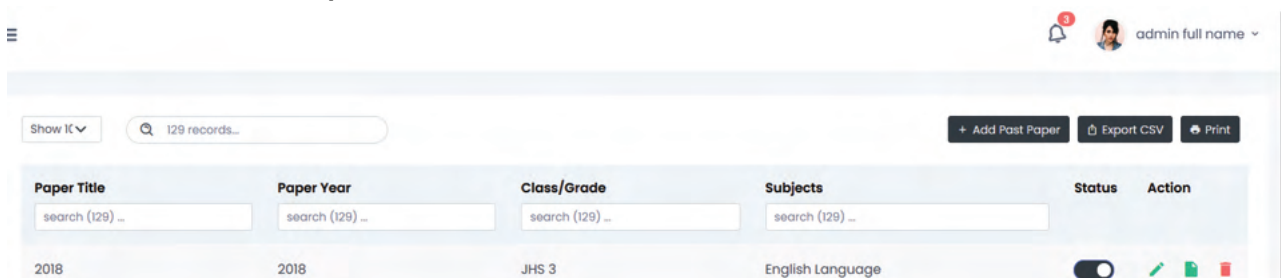 3
admin full name
Show 10
129 records...
+ Add Past Paper Export CSV Print
Paper Title Paper Year Class/Grade Subjects Status Action
search (129) ... search (129) ... search (129) ... search (129) ...
2018 2018 JHS 3 English Language